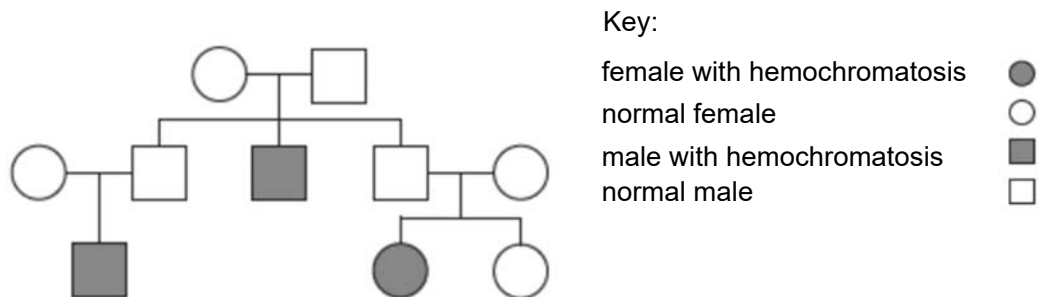 Key:
female with hemochromatosis
normal female
male with hemochromatosis
normal male